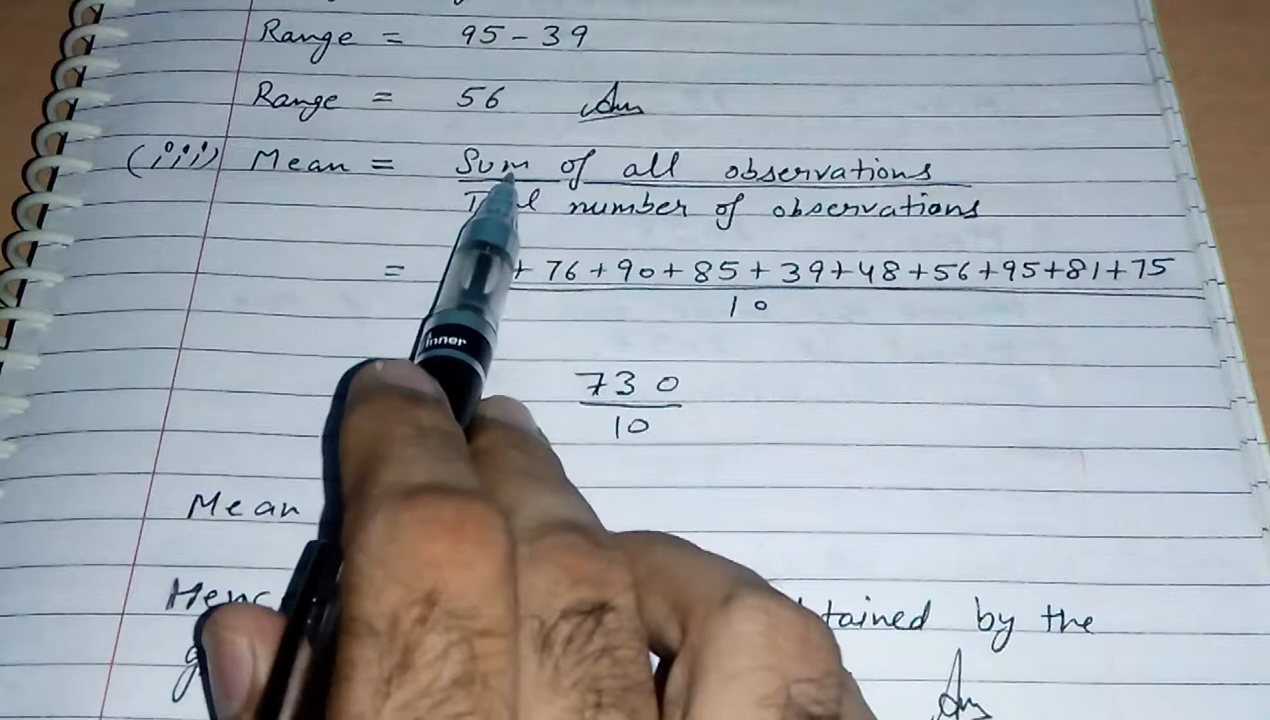 Range = 95 - 39
Range = 56 Ans
(iii) Mean = Sum of all observations
number of observations
= + 76 + 90 + 85 + 39 + 48 + 56 + 95 + 81 + 75
10
730
10
inner
Mean
by the
Ans